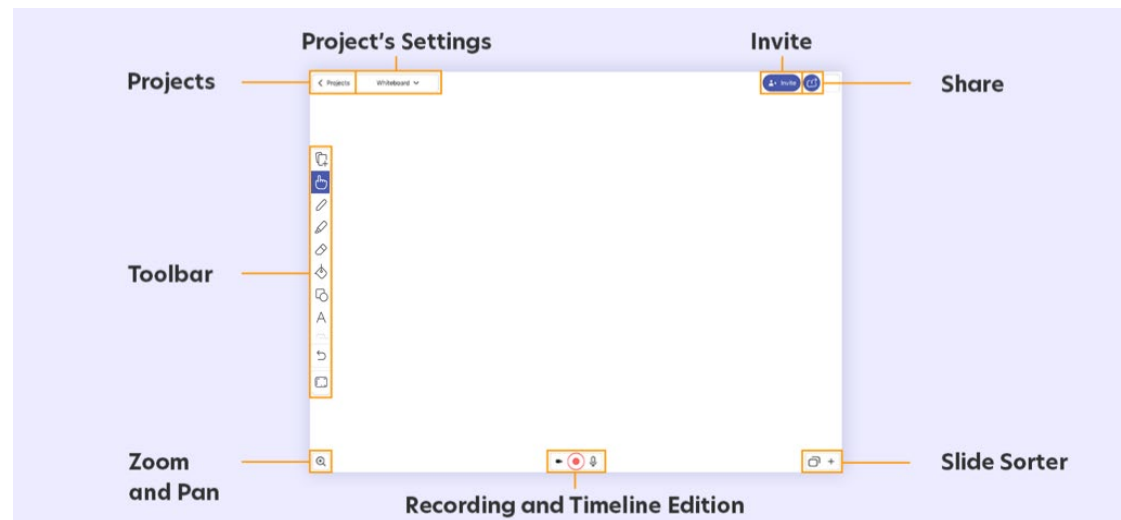 Project's Settings
Invite
Projects
Projects
Whiteboard
Invite
Share
Toolbar
A
Zoom
and Pan
Recording and Timeline Edition
Slide Sorter